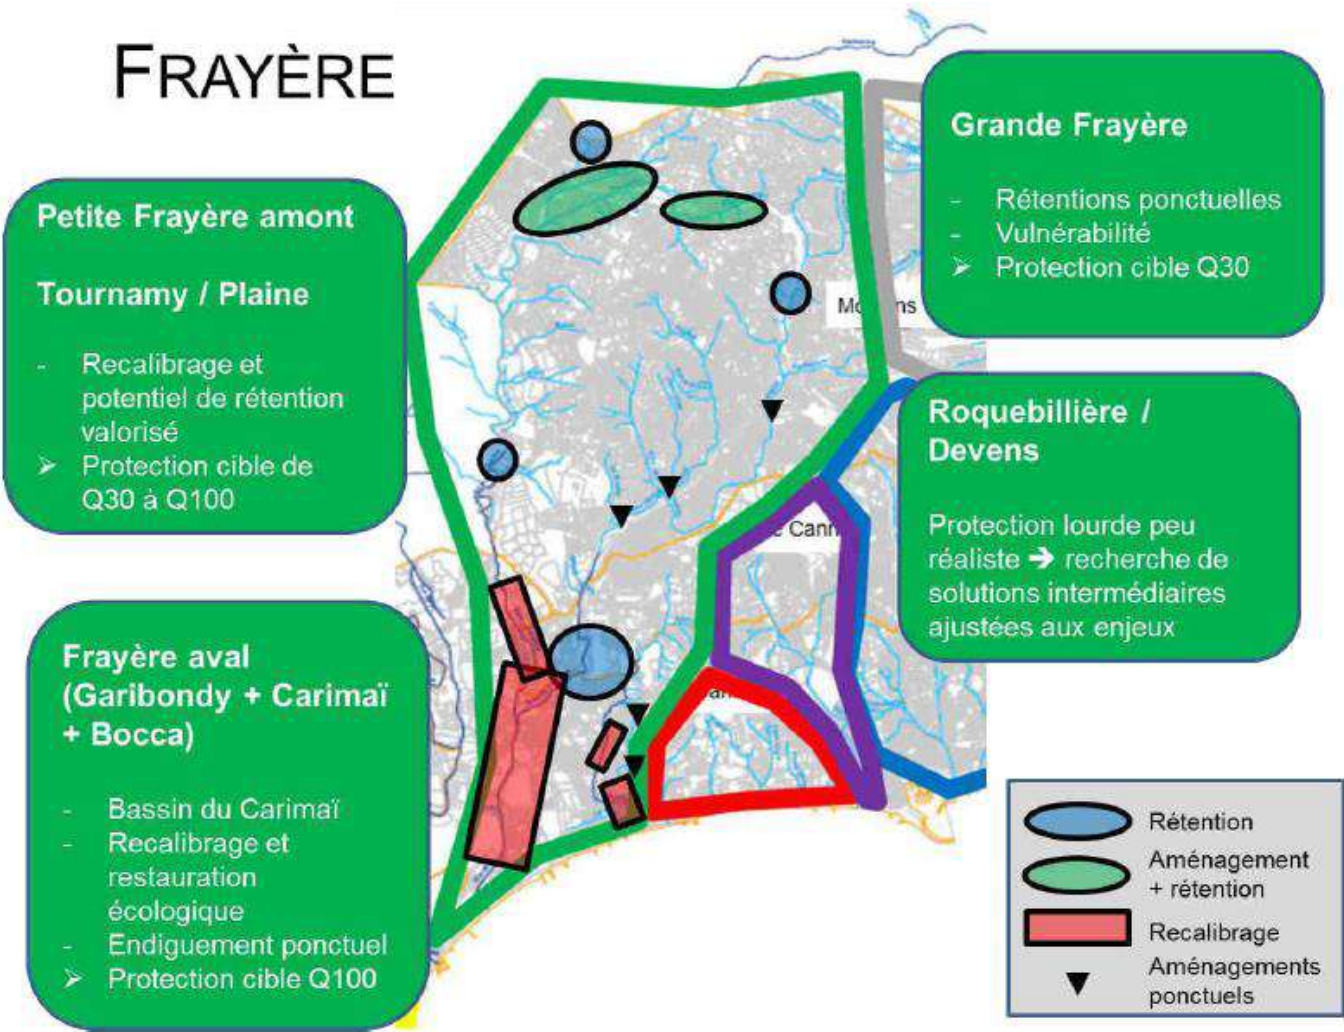 FRAYÈRE
Petite Frayère amont
Tournamy / Plaine
- Recalibrage et
potentiel de rétention
valorisé
➢ Protection cible de
Q30 à Q100
Frayère aval
(Garibondy + Carimaï
+ Bocca)
- Bassin du Carimaï
- Recalibrage et
restauration
écologique
- Endiguement ponctuel
➢ Protection cible Q100
Grande Frayère
- Rétentions ponctuelles
- Vulnérabilité
➢ Protection cible Q30
Roquebillière /
Devens
Protection lourde peu
réaliste ➔ recherche de
solutions intermédiaires
ajustées aux enjeux
Rétention
Aménagement
+ rétention
Recalibrage
Aménagements
ponctuels